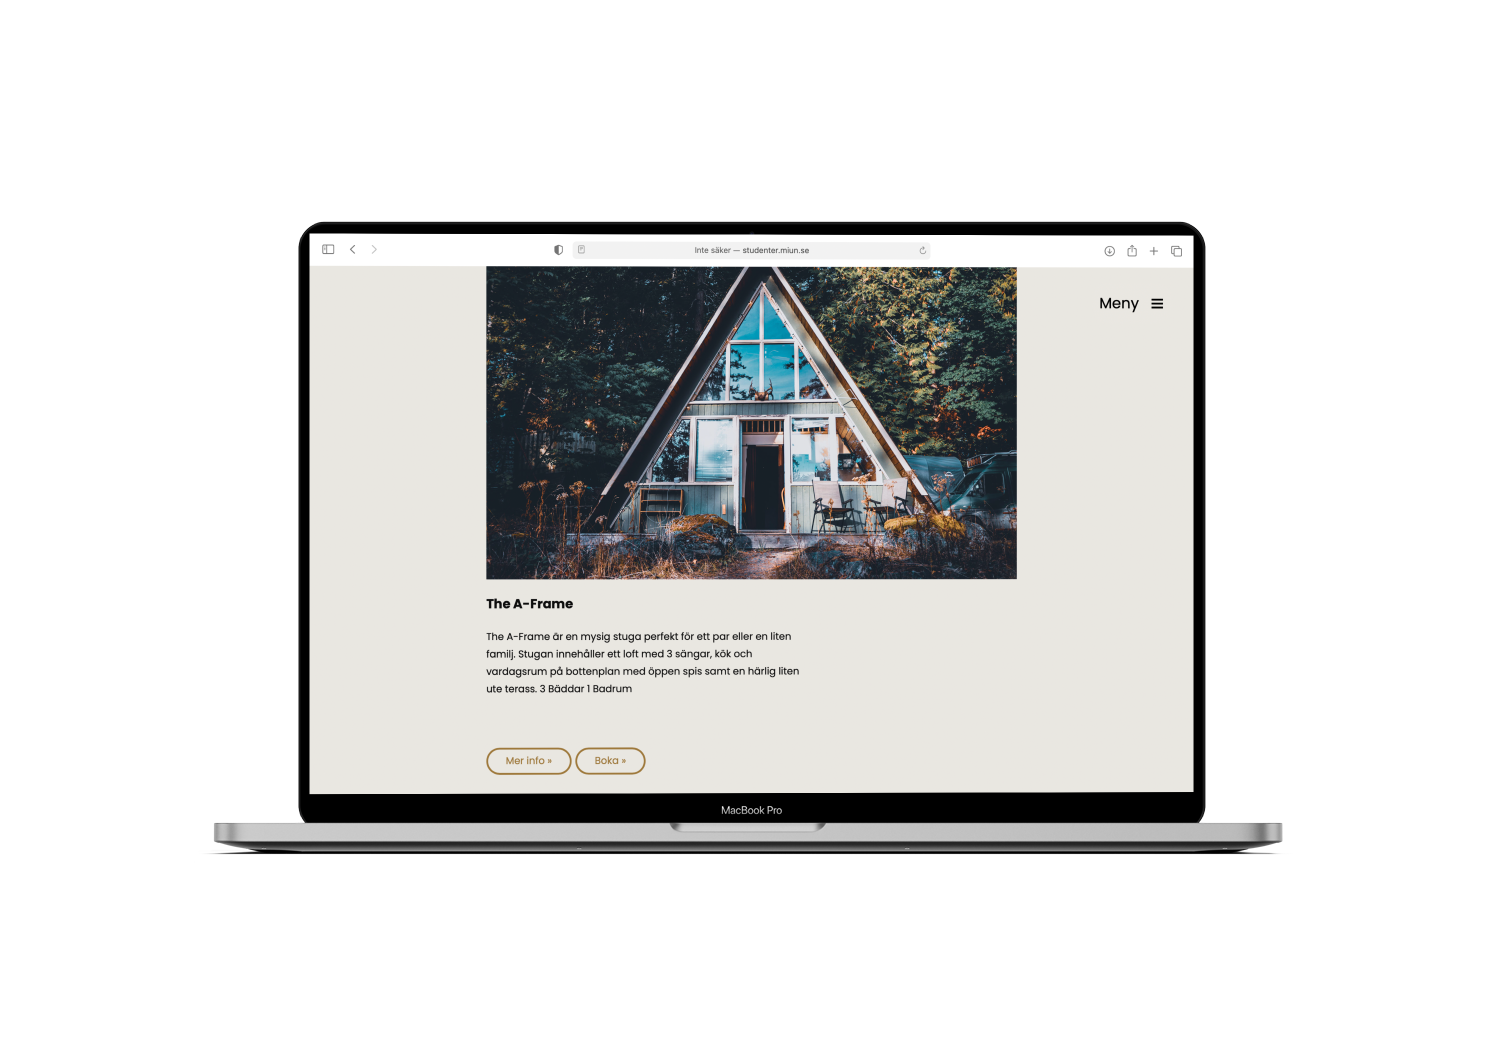 Inte säker — studenter.miun.se
Meny
The A-Frame
The A-Frame är en mysig stuga perfekt för ett par eller en liten
familj. Stugan innehåller ett loft med 3 sängar, kök och
vardagsrum på bottenplan med öppen spis samt en härlig liten
ute terass. 3 Bäddar 1 Badrum
Mer info »
Boka »
MacBook Pro